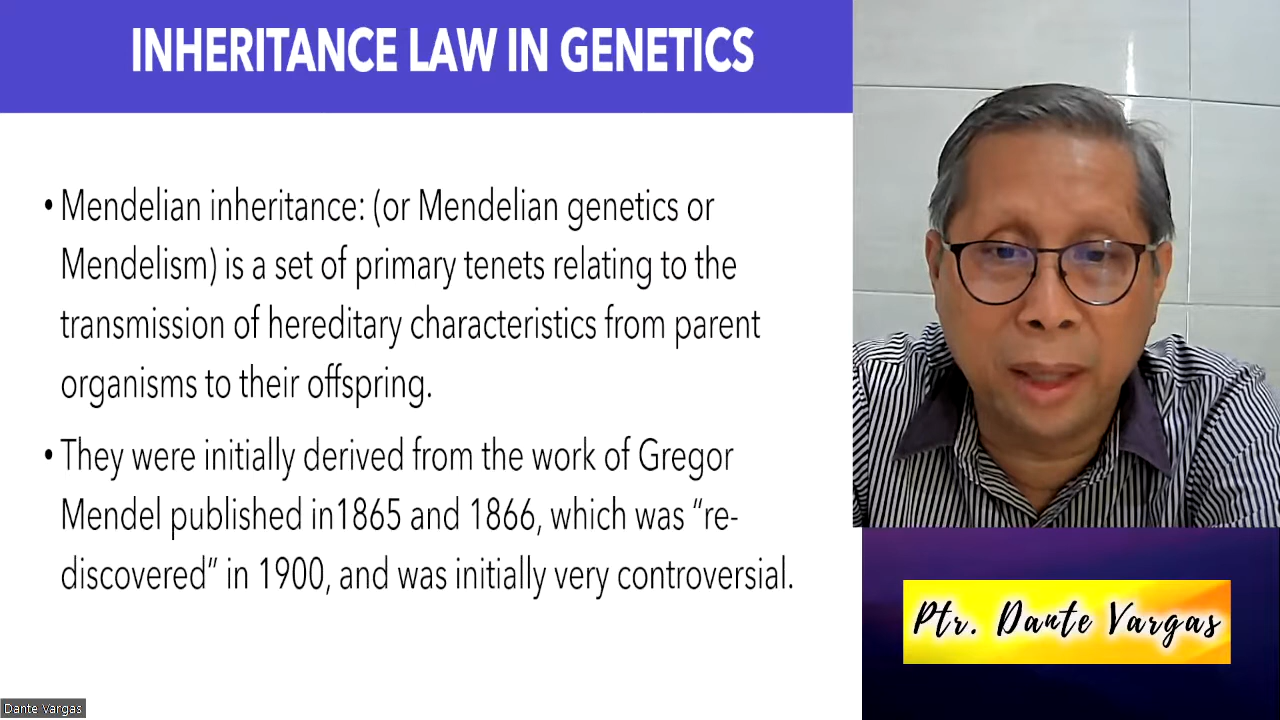 INHERITANCE LAW IN GENETICS
• Mendelian inheritance: (or Mendelian genetics or
Mendelism) is a set of primary tenets relating to the
transmission of hereditary characteristics from parent
organisms to their offspring.
• They were initially derived from the work of Gregor
Mendel published in1865 and 1866, which was “re-
discovered” in 1900, and was initially very controversial.
Ptr. Dante Vargas
Dante Vargas